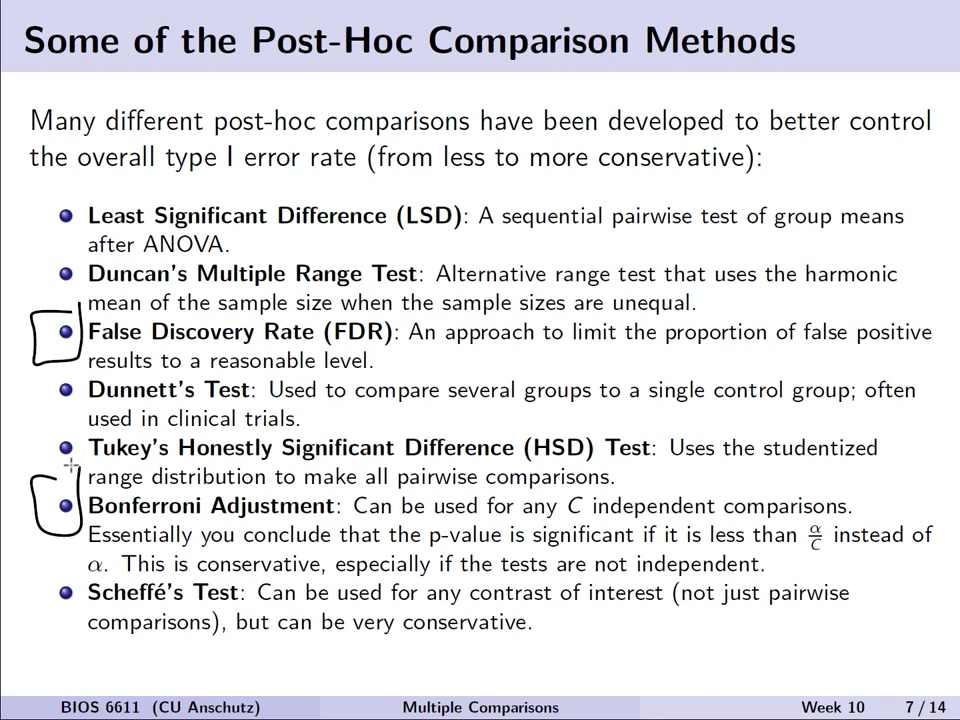 Some of the Post-Hoc Comparison Methods
Many different post-hoc comparisons have been developed to better control
the overall type I error rate (from less to more conservative):
Least Significant Difference (LSD): A sequential pairwise test of group means
after ANOVA.
Duncan's Multiple Range Test: Alternative range test that uses the harmonic
mean of the sample size when the sample sizes are unequal.
False Discovery Rate (FDR): An approach to limit the proportion of false positive
results to a reasonable level.
Dunnett's Test: Used to compare several groups to a single control group; often
used in clinical trials.
Tukey's Honestly Significant Difference (HSD) Test: Uses the studentized
range distribution to make all pairwise comparisons.
Bonferroni Adjustment: Can be used for any C independent comparisons.
Essentially you conclude that the p-value is significant if it is less than α/C instead of
α. This is conservative, especially if the tests are not independent.
Scheffé's Test: Can be used for any contrast of interest (not just pairwise
comparisons), but can be very conservative.
BIOS 6611 (CU Anschutz) Multiple Comparisons Week 10 7 / 14